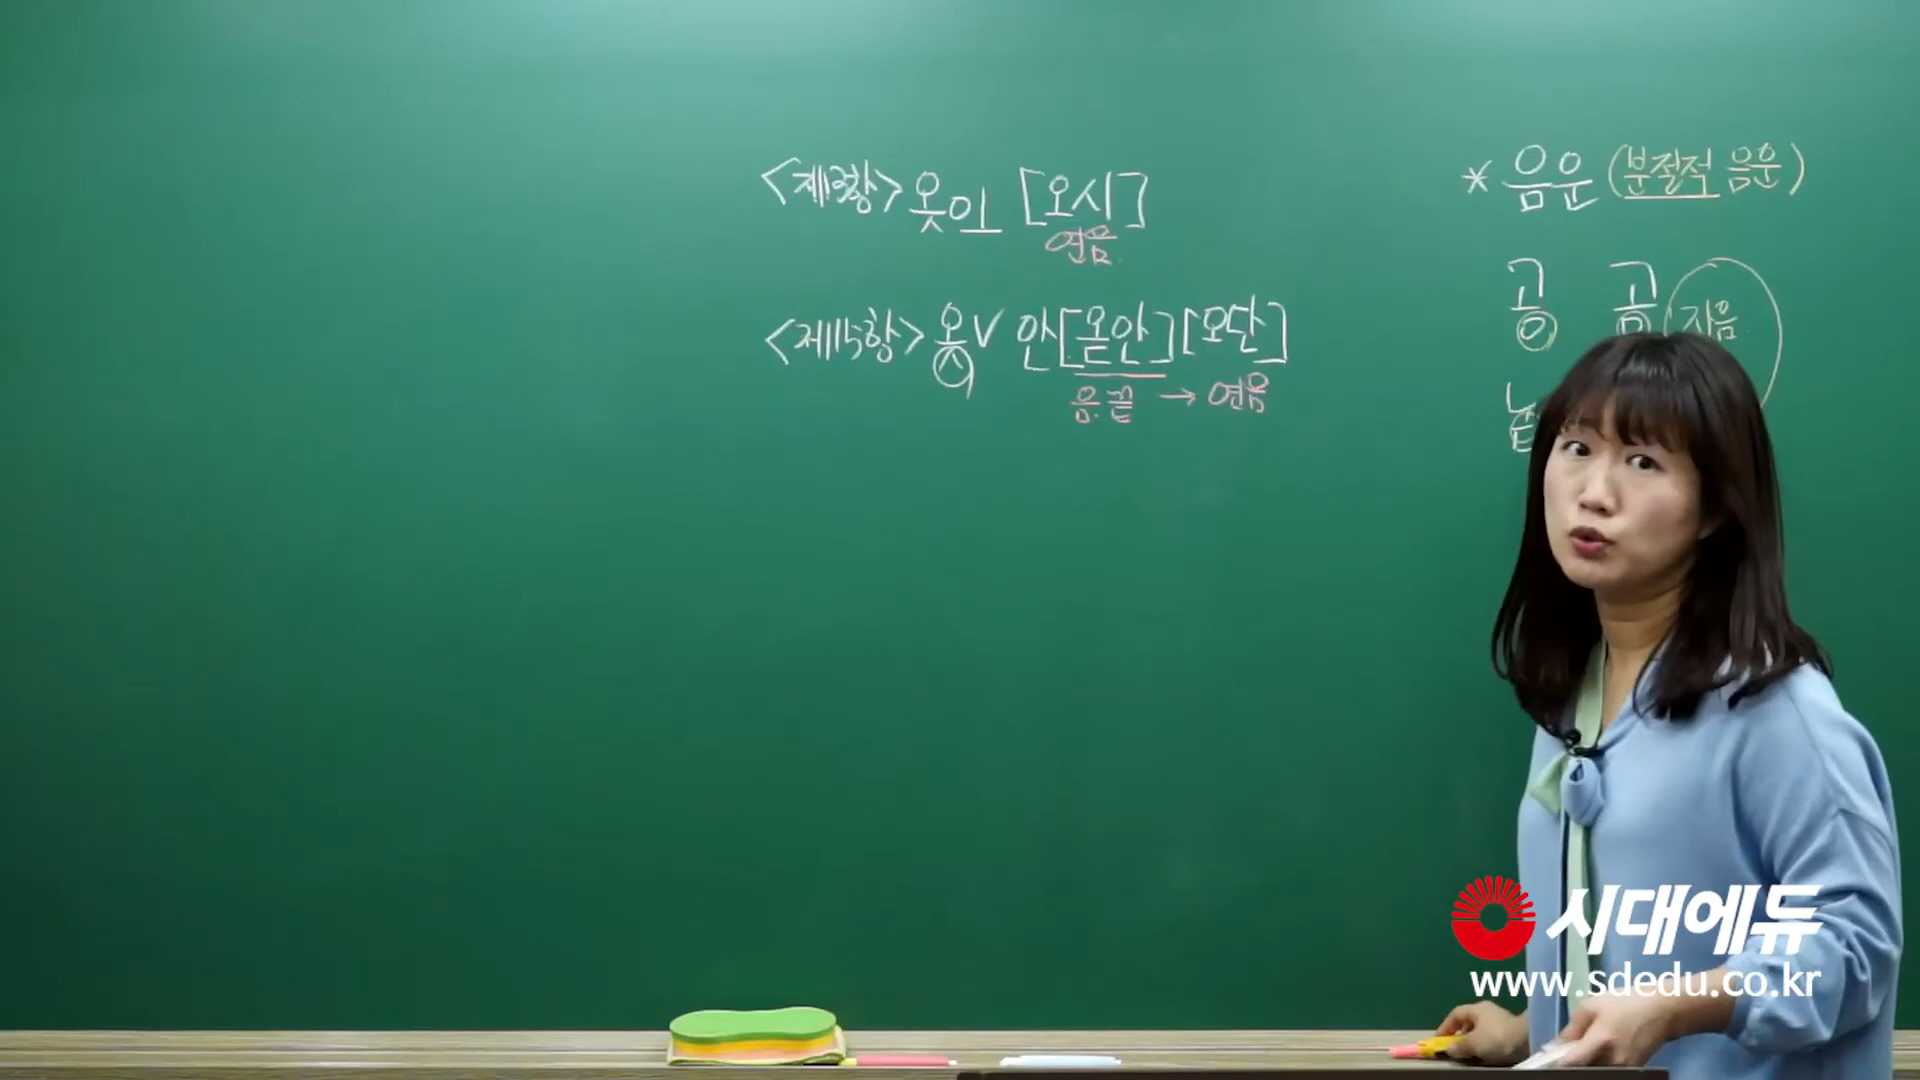 <제13항> 옷이 [오시]
연음
<제15항> 옷∨안[옫안][오단]
음.끝 → 연음
* 음운 (분절적 음운)
공 곰 자음
낱
시대에듀
www.sdedu.co.kr